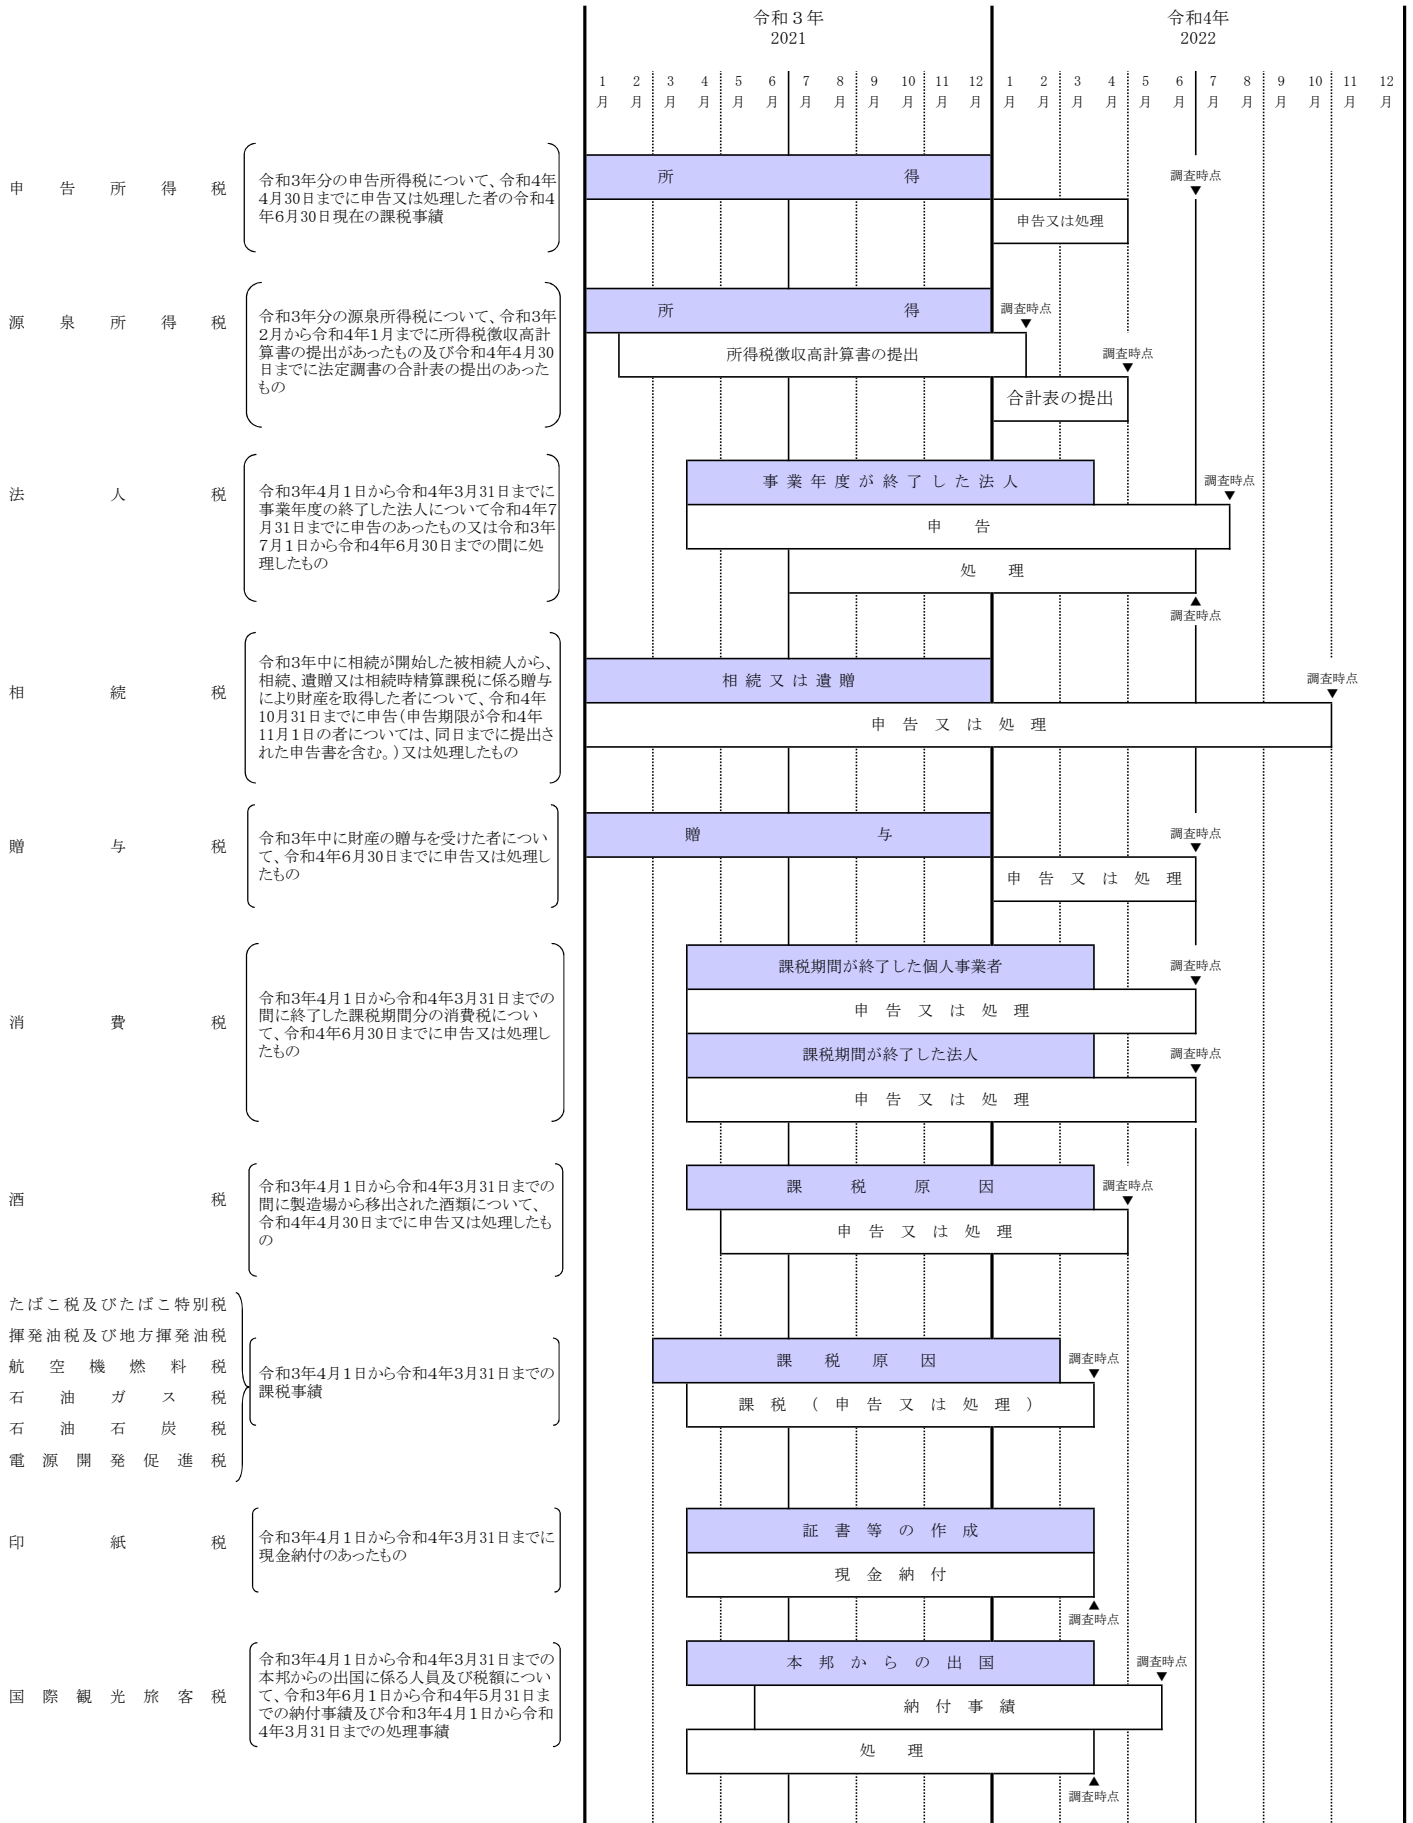 令和３年
2021
令和4年
2022
1月 2月 3月 4月 5月 6月 7月 8月 9月 10月 11月 12月 1月 2月 3月 4月 5月 6月 7月 8月 9月 10月 11月 12月
申告所得税
令和3年分の申告所得税について、令和4年
4月30日までに申告又は処理した者の令和4
年6月30日現在の課税事績
所得
調査時点
▼
申告又は処理
源泉所得税
令和3年分の源泉所得税について、令和3年
2月から令和4年1月までに所得税徴収高計
算書の提出があったもの及び令和4年4月30
日までに法定調書の合計表の提出のあった
もの
所得
調査時点
▼
所得税徴収高計算書の提出
調査時点
▼
合計表の提出
法人税
令和3年4月1日から令和4年3月31日までに
事業年度の終了した法人について令和4年7
月31日までに申告のあったもの又は令和3年
7月1日から令和4年6月30日までの間に処
理したもの
事業年度が終了した法人
調査時点
▼
申告
処理
▲
調査時点
相続税
令和3年中に相続が開始した被相続人から、
相続、遺贈又は相続時精算課税に係る贈与
により財産を取得した者について、令和4年
10月31日までに申告（申告期限が令和4年
11月1日の者については、同日までに提出さ
れた申告書を含む。）又は処理したもの
相続又は遺贈
調査時点
▼
申告又は処理
贈与税
令和3年中に財産の贈与を受けた者につい
て、令和4年6月30日までに申告又は処理し
たもの
贈与
調査時点
▼
申告又は処理
消費税
令和3年4月1日から令和4年3月31日までの
間に終了した課税期間分の消費税につい
て、令和4年6月30日までに申告又は処理し
たもの
課税期間が終了した個人事業者
調査時点
▼
申告又は処理
課税期間が終了した法人
調査時点
▼
申告又は処理
酒税
令和3年4月1日から令和4年3月31日までの
間に製造場から移出された酒類について、
令和4年4月30日までに申告又は処理したも
の
課税原因
調査時点
▼
申告又は処理
たばこ税及びたばこ特別税
揮発油税及び地方揮発油税
航空機燃料税
石油ガス税
石油石炭税
電源開発促進税
令和3年4月1日から令和4年3月31日までの
課税事績
課税原因
調査時点
▼
課税（申告又は処理）
印紙税
令和3年4月1日から令和4年3月31日までに
現金納付のあったもの
証書等の作成
現金納付
▲
調査時点
国際観光旅客税
令和3年4月1日から令和4年3月31日までの
本邦からの出国に係る人員及び税額につい
て、令和3年6月1日から令和4年5月31日ま
での納付事績及び令和3年4月1日から令和
4年3月31日までの処理事績
本邦からの出国
調査時点
▼
納付事績
処理
▲
調査時点